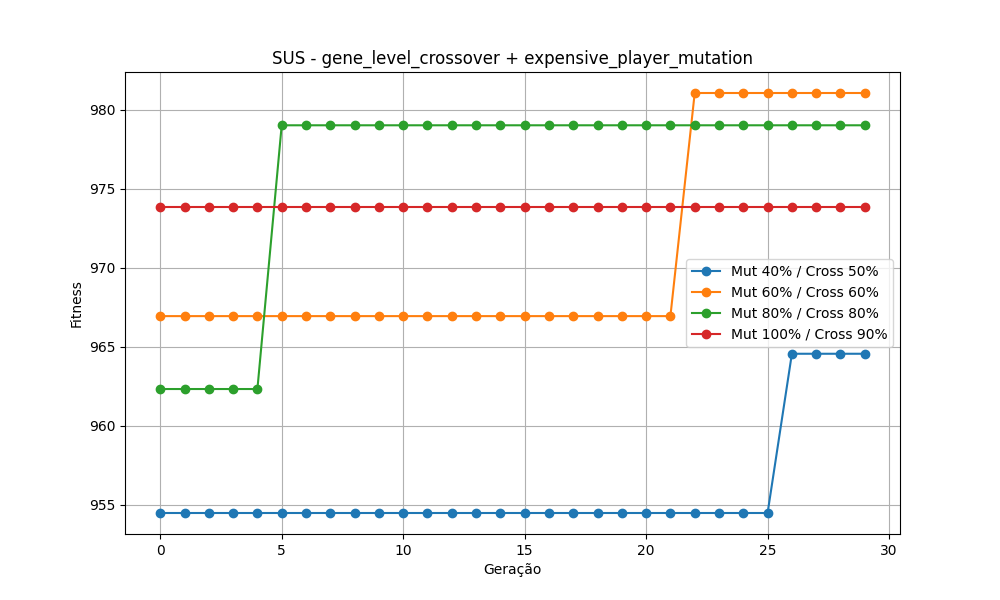 SUS - gene_level_crossover + expensive_player_mutation
980
975
970
965
960
955
Fitness
Mut 40% / Cross 50%
Mut 60% / Cross 60%
Mut 80% / Cross 80%
Mut 100% / Cross 90%
0 5 10 15 20 25 30
Geração